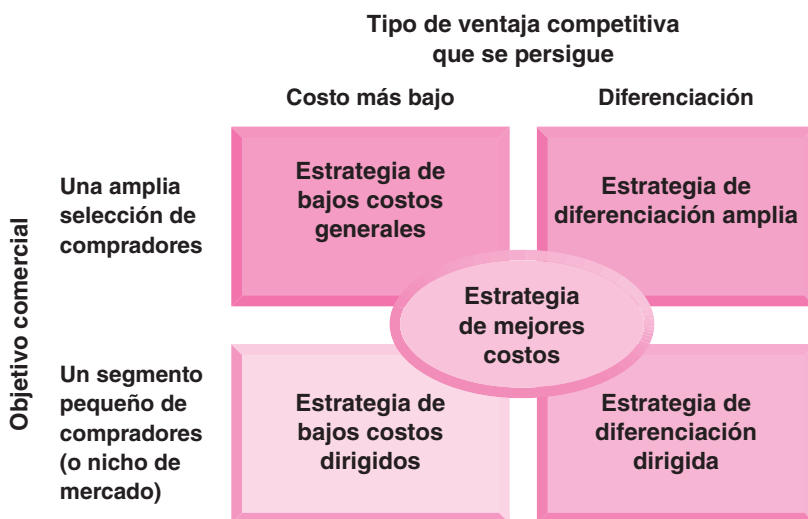 Tipo de ventaja competitiva
que se persigue
Costo más bajo
Diferenciación
Objetivo comercial
Una amplia
selección de
compradores
Estrategia de
bajos costos
generales
Estrategia de
diferenciación amplia
Estrategia
de mejores
costos
Un segmento
pequeño de
compradores
(o nicho de
mercado)
Estrategia de
bajos costos
dirigidos
Estrategia de
diferenciación
dirigida